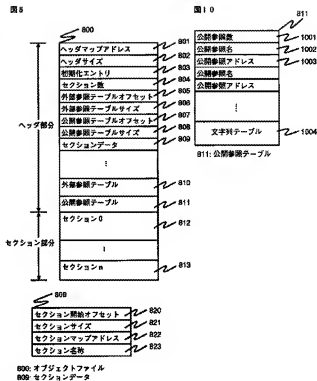 図8
800
ヘッダ部分
ヘッダマップアドレス 801
ヘッダサイズ 802
初期化エントリ 803
セクション数 804
外部参照テーブルオフセット 805
外部参照テーブルサイズ 806
公開参照テーブルオフセット 807
公開参照テーブルサイズ 808
セクションデータ 809
外部参照テーブル 810
公開参照テーブル 811
セクション部分
セクション0 812
セクションn 813
809
セクション開始オフセット 820
セクションサイズ 821
セクションマップアドレス 822
セクション名称 823
800: オブジェクトファイル
809: セクションデータ
図10
811
公開参照数 1001
公開参照名 1002
公開参照アドレス 1003
公開参照名
公開参照アドレス
文字列テーブル 1004
811: 公開参照テーブル